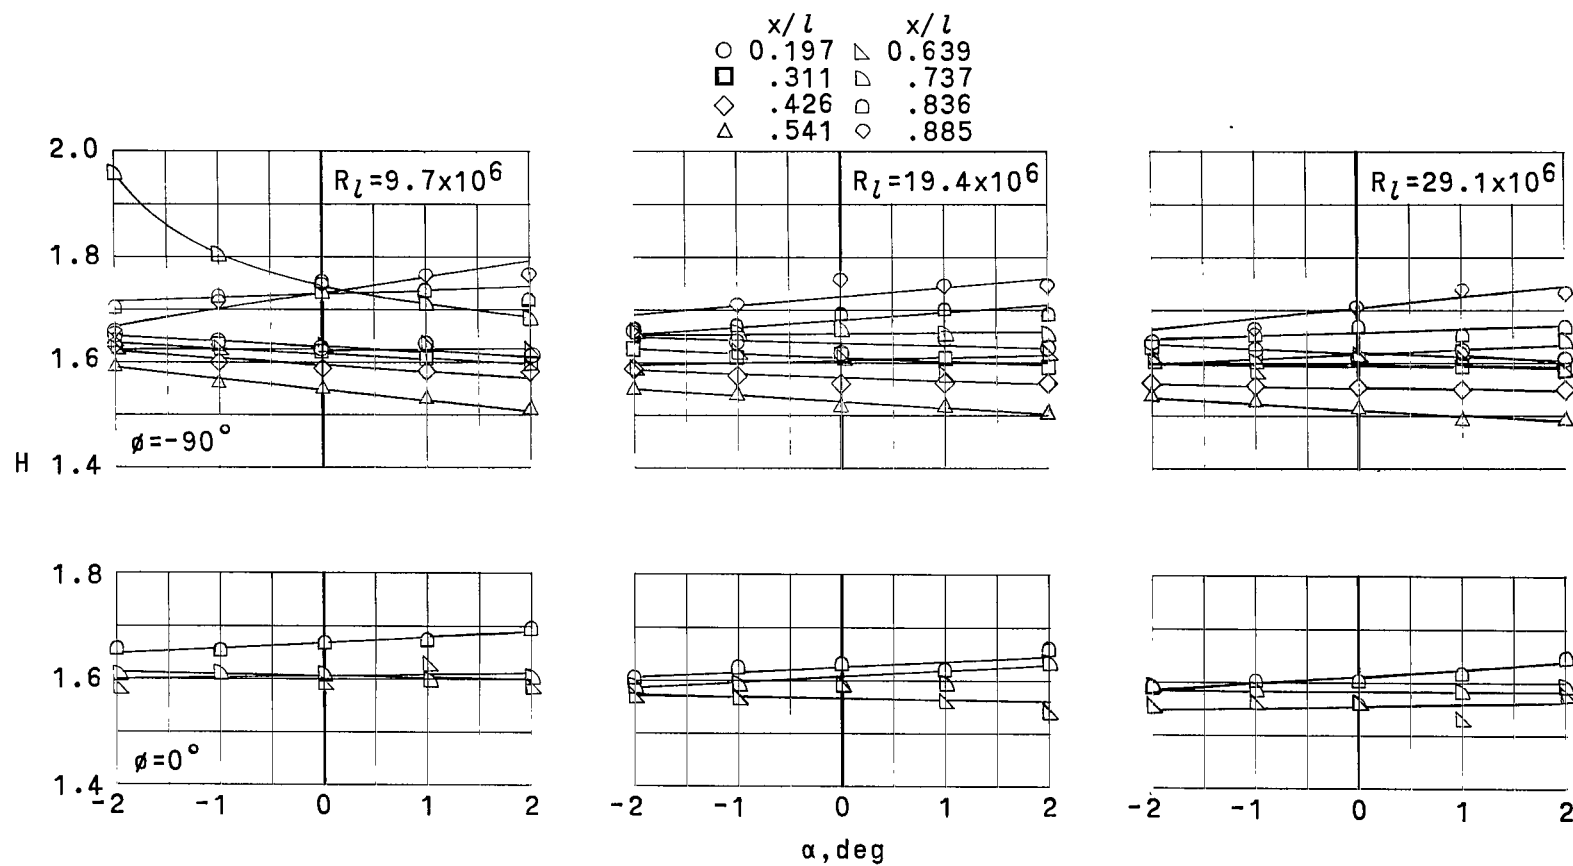 x/l x/l
0.197 0.639
.311 .737
.426 .836
.541 .885
2.0
R_l=9.7x10^6 R_l=19.4x10^6 R_l=29.1x10^6
1.8
1.6
ø=-90°
H 1.4
1.8
1.6
ø=0°
1.4
-2 -1 0 1 2 -2 -1 0 1 2 -2 -1 0 1 2
α,deg